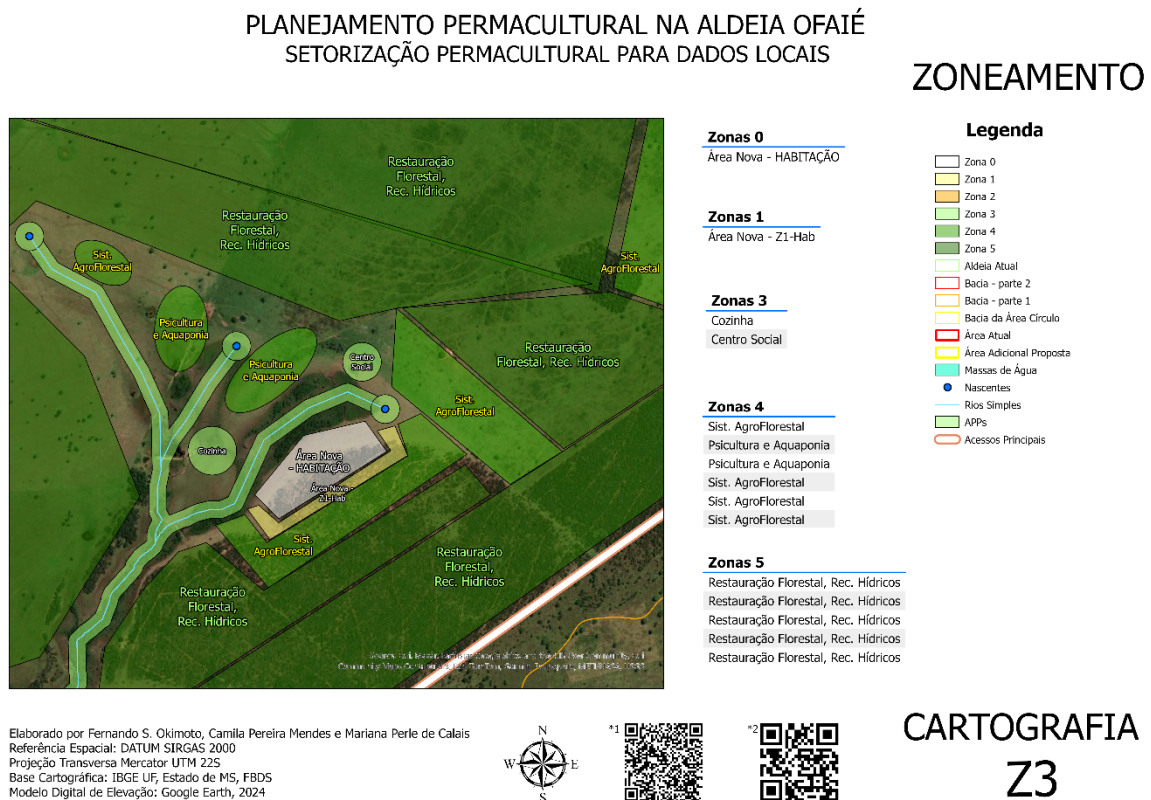 PLANEJAMENTO PERMACULTURAL NA ALDEIA OFAIÉ
SETORIZAÇÃO PERMACULTURAL PARA DADOS LOCAIS
ZONEAMENTO
Restauração
Florestal,
Rec. Hídricos
Restauração
Florestal,
Rec. Hídricos
Sist.
AgroFlorestal
Sist.
AgroFlorestal
Psicultura
e Aquaponia
Psicultura
e Aquaponia
Centro
Social
Restauração
Florestal, Rec. Hídricos
Sist.
AgroFlorestal
Cozinha
Área Nova
- HABITAÇÃO
Área Nova -
Z1-Hab
Sist.
AgroFlorestal
Restauração
Florestal,
Rec. Hídricos
Restauração
Florestal,
Rec. Hídricos
Zonas 0
Área Nova - HABITAÇÃO
Zonas 1
Área Nova - Z1-Hab
Zonas 3
Cozinha
Centro Social
Zonas 4
Sist. AgroFlorestal
Psicultura e Aquaponia
Psicultura e Aquaponia
Sist. AgroFlorestal
Sist. AgroFlorestal
Sist. AgroFlorestal
Zonas 5
Restauração Florestal, Rec. Hídricos
Restauração Florestal, Rec. Hídricos
Restauração Florestal, Rec. Hídricos
Restauração Florestal, Rec. Hídricos
Restauração Florestal, Rec. Hídricos
Legenda
Zona 0
Zona 1
Zona 2
Zona 3
Zona 4
Zona 5
Aldeia Atual
Bacia - parte 2
Bacia - parte 1
Bacia da Área Círculo
Área Atual
Área Adicional Proposta
Massas de Água
Nascentes
Rios Simples
APPs
Acessos Principais
Elaborado por Fernando S. Okimoto, Camila Pereira Mendes e Mariana Perle de Calais
Referência Espacial: DATUM SIRGAS 2000
Projeção Transversa Mercator UTM 22S
Base Cartográfica: IBGE UF, Estado de MS, FBDS
Modelo Digital de Elevação: Google Earth, 2024
N
W
E
S
*1
*2
CARTOGRAFIA
Z3